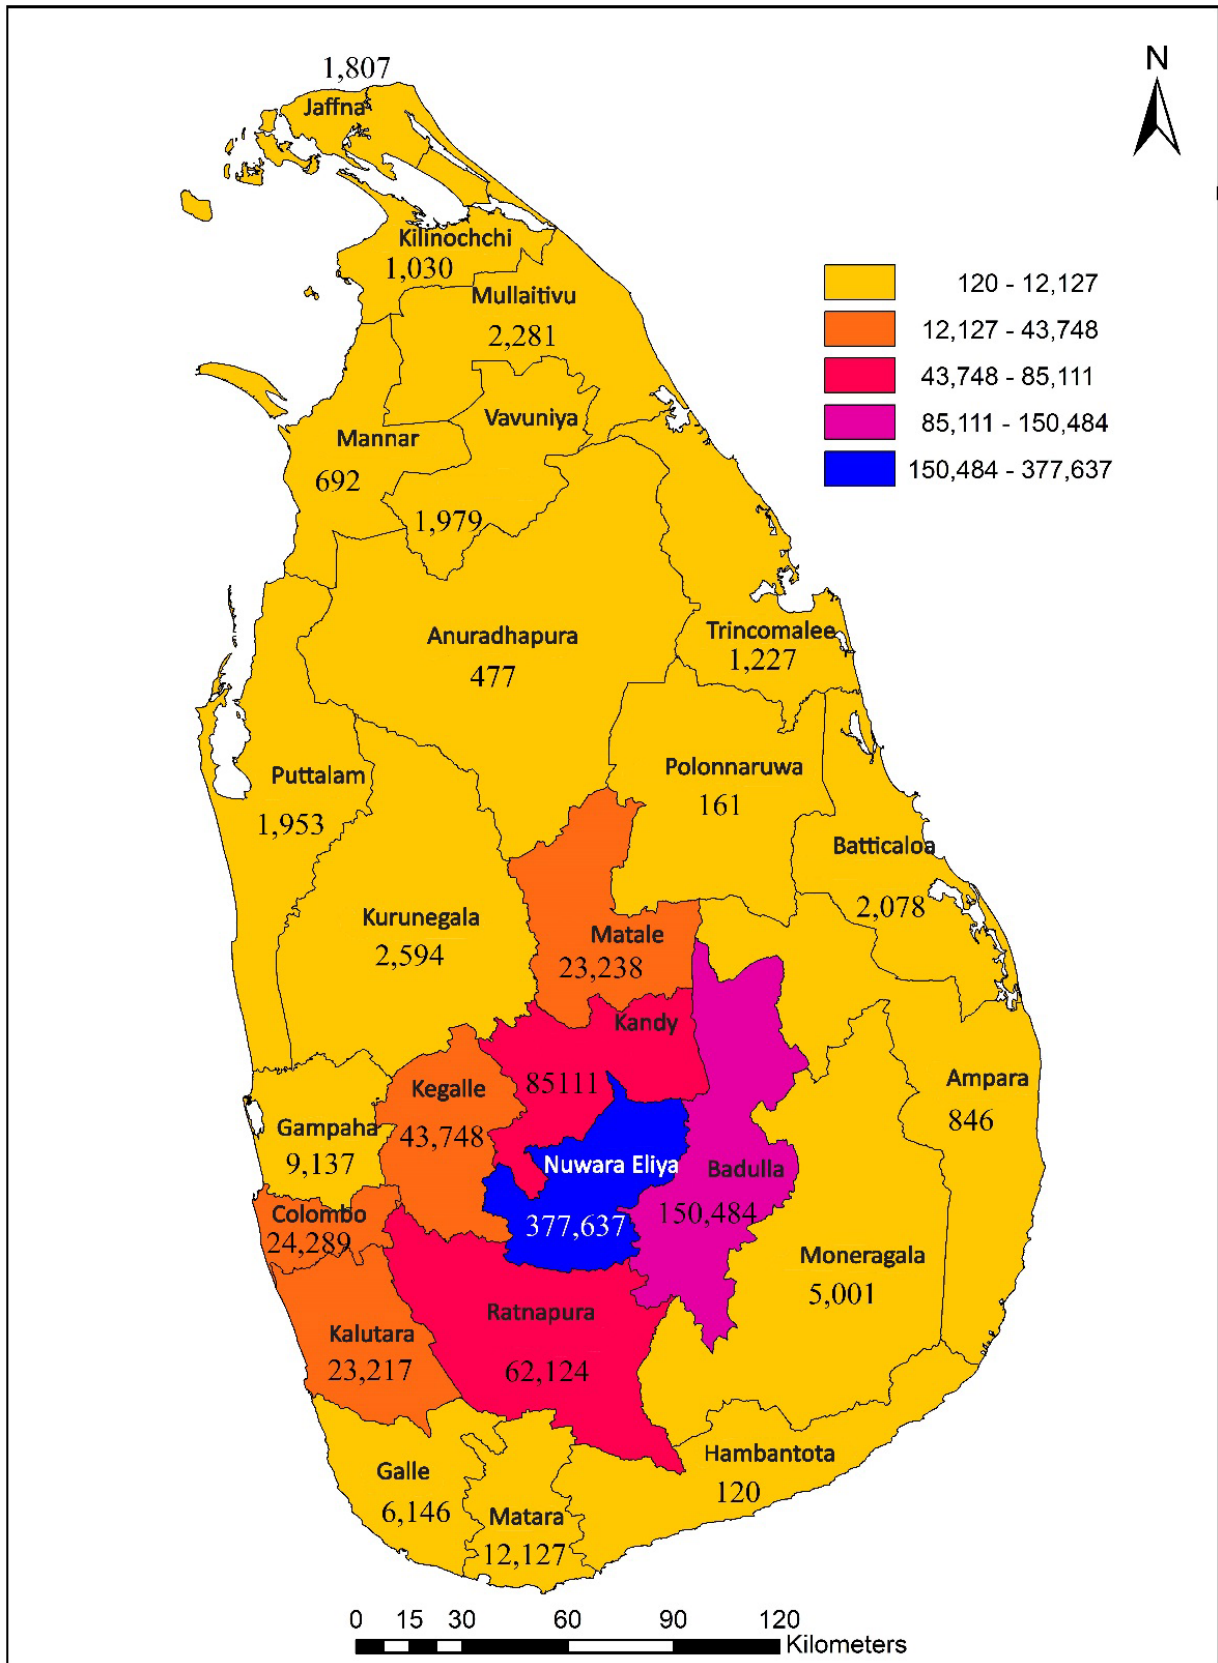 1,807
N
Jaffna
Kilinochchi
1,030
120 - 12,127
Mullaitivu
12,127 - 43,748
2,281
43,748 - 85,111
Vavuniya
85,111 - 150,484
Mannar
150,484 - 377,637
692
1,979
Anuradhapura
477
Trincomalee
1,227
Puttalam
1,953
Polonnaruwa
161
Batticaloa
2,078
Kurunegala
2,594
Matale
23,238
Kandy
85111
Kegalle
43,748
Ampara
846
Gampaha
9,137
Nuwara Eliya
377,637
Badulla
150,484
Colombo
24,289
Moneragala
5,001
Ratnapura
62,124
Kalutara
23,217
Hambantota
120
Galle
6,146
Matara
12,127
0 15 30 60 90 120
Kilometers